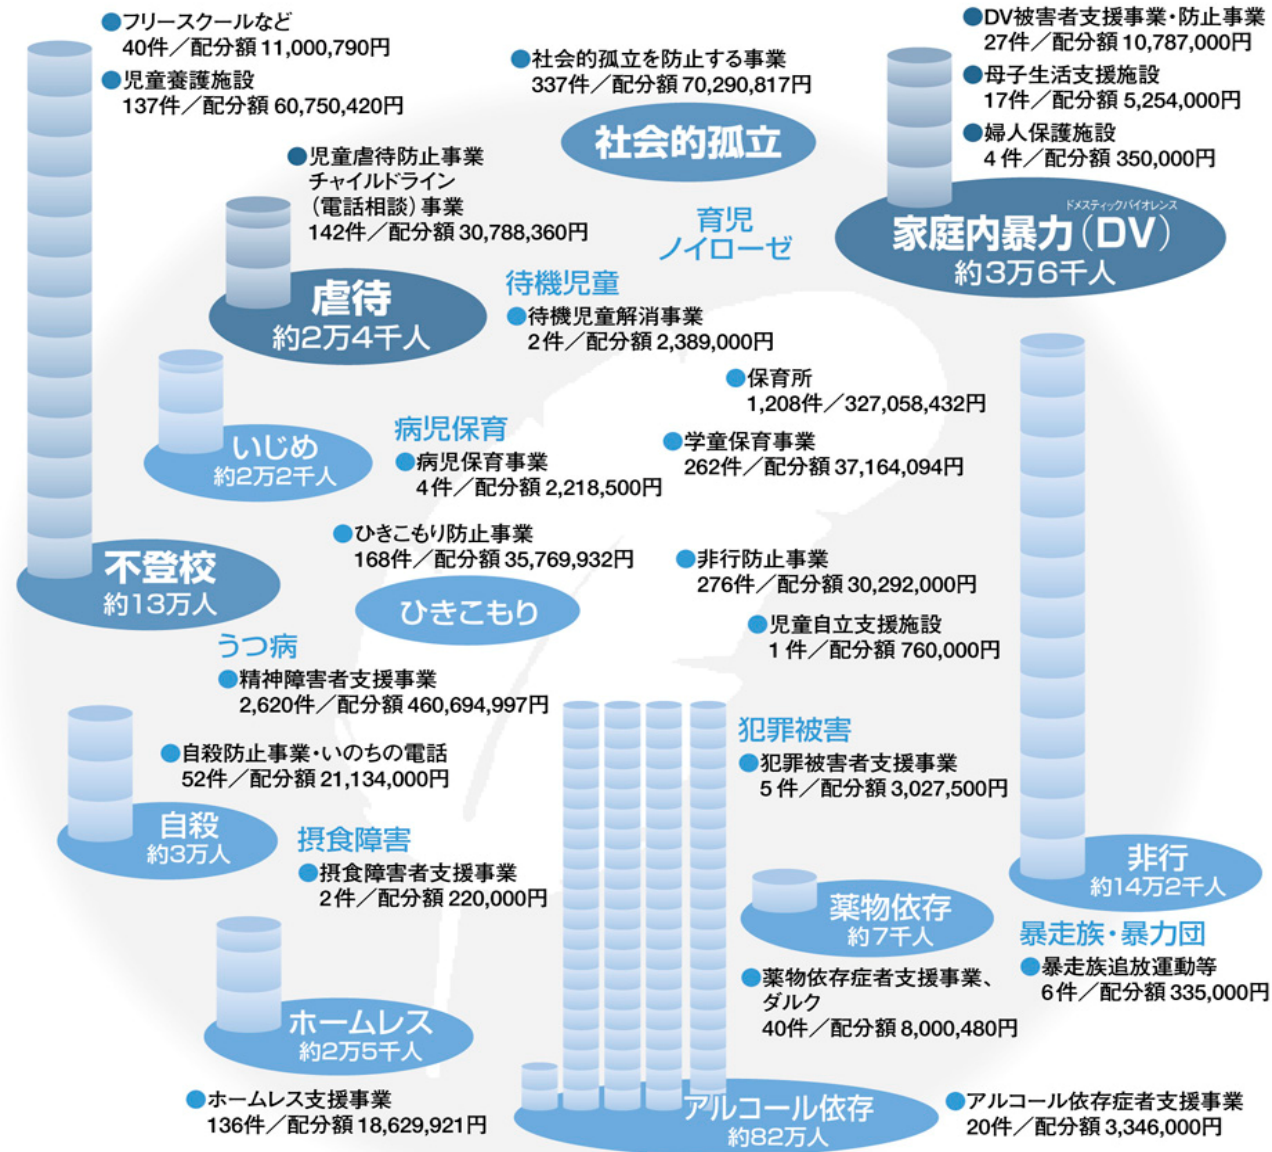 ●フリースクールなど
40件／配分額 11,000,790円
●児童養護施設
137件／配分額 60,750,420円
●社会的孤立を防止する事業
337件／配分額 70,290,817円
社会的孤立
●DV被害者支援事業・防止事業
27件／配分額 10,787,000円
●母子生活支援施設
17件／配分額 5,254,000円
●婦人保護施設
4件／配分額 350,000円
ドメスティックバイオレンス
家庭内暴力（DV）
約3万6千人
●児童虐待防止事業
チャイルドライン
（電話相談）事業
142件／配分額 30,788,360円
虐待
約2万4千人
育児
ノイローゼ
待機児童
●待機児童解消事業
2件／配分額 2,389,000円
●保育所
1,208件／327,058,432円
●学童保育事業
262件／配分額 37,164,094円
いじめ
約2万2千人
病児保育
●病児保育事業
4件／配分額 2,218,500円
不登校
約13万人
●ひきこもり防止事業
168件／配分額 35,769,932円
ひきこもり
●非行防止事業
276件／配分額 30,292,000円
●児童自立支援施設
1件／配分額 760,000円
うつ病
●精神障害者支援事業
2,620件／配分額 460,694,997円
●自殺防止事業・いのちの電話
52件／配分額 21,134,000円
自殺
約3万人
犯罪被害
●犯罪被害者支援事業
5件／配分額 3,027,500円
摂食障害
●摂食障害者支援事業
2件／配分額 220,000円
非行
約14万2千人
薬物依存
約7千人
●薬物依存症者支援事業、
ダルク
40件／配分額 8,000,480円
暴走族・暴力団
●暴走族追放運動等
6件／配分額 335,000円
ホームレス
約2万5千人
●ホームレス支援事業
136件／配分額 18,629,921円
アルコール依存
約82万人
●アルコール依存症者支援事業
20件／配分額 3,346,000円